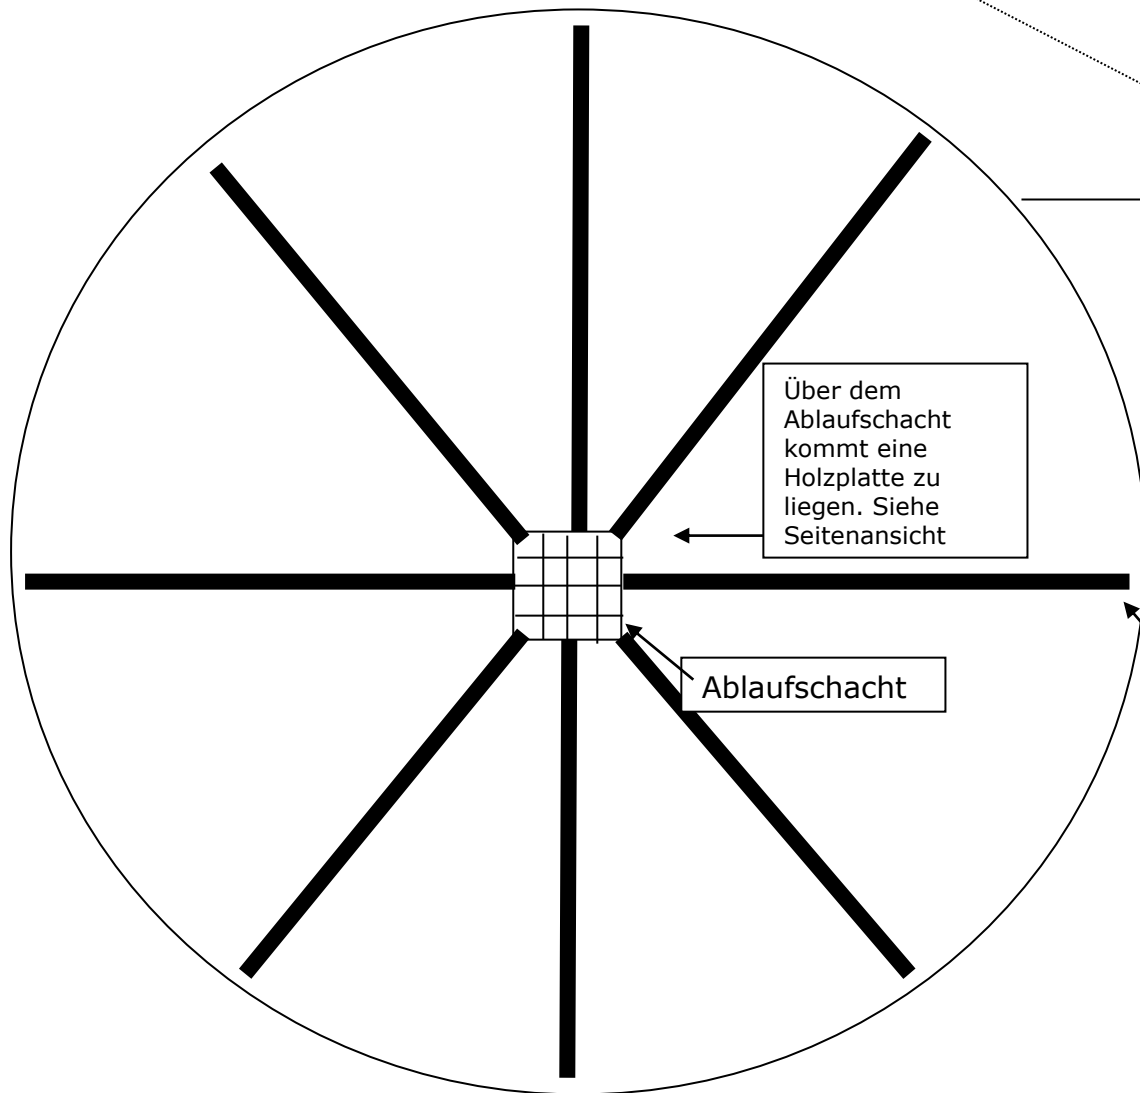 Über dem
Ablaufschacht
kommt eine
Holzplatte zu
liegen. Siehe
Seitenansicht
Ablaufschacht